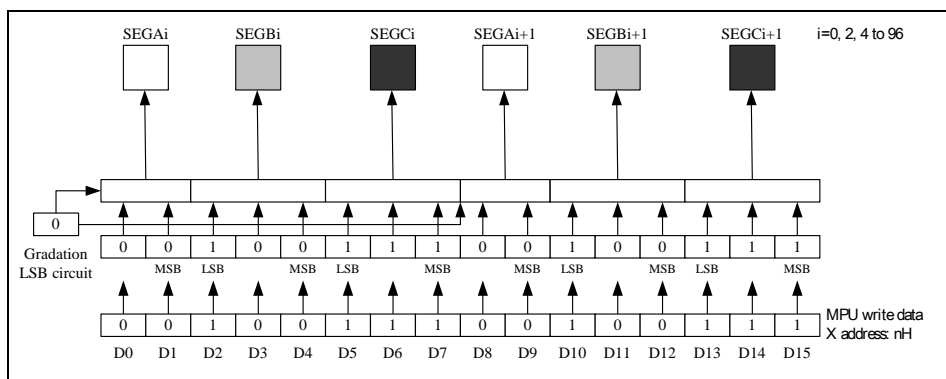 SEGAi SEGBi SEGCi SEGAi+1 SEGBi+1 SEGCi+1 i=0, 2, 4 to 96
0
Gradation
LSB circuit
0 0 1 0 0 1 1 1 0 0 1 0 0 1 1 1
MSB LSB MSB LSB MSB MSB LSB MSB LSB MSB
0 0 1 0 0 1 1 1 0 0 1 0 0 1 1 1
MPU write data
X address: nH
D0 D1 D2 D3 D4 D5 D6 D7 D8 D9 D10 D11 D12 D13 D14 D15